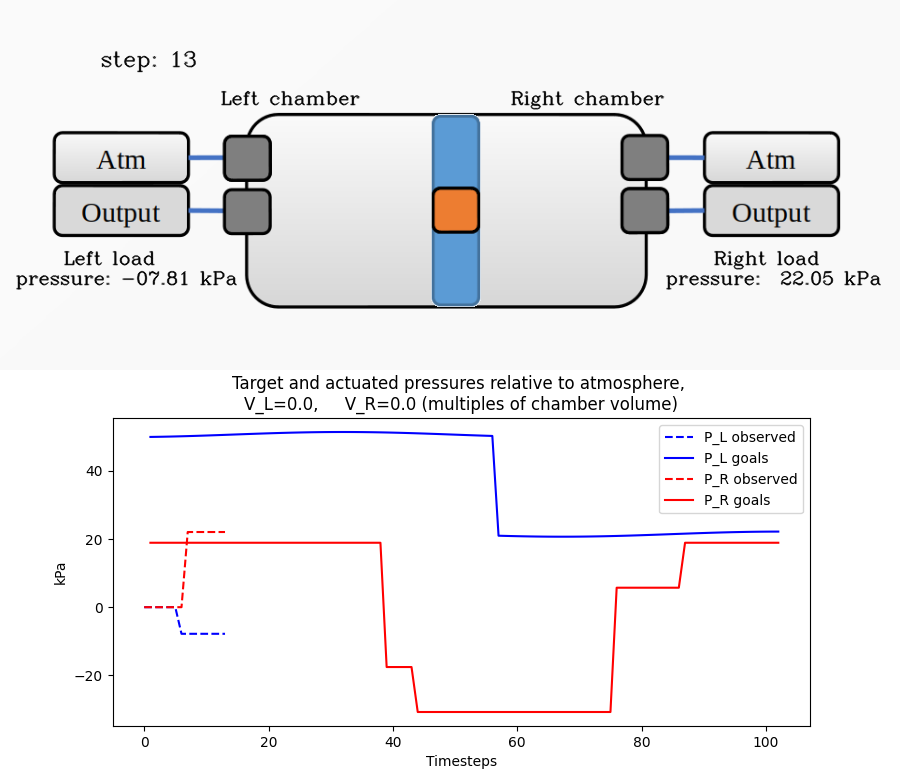 step: 13
Left chamber
Right chamber
Atm
Atm
Output
Output
Left load
pressure: -07.81 kPa
Right load
pressure:  22.05 kPa
Target and actuated pressures relative to atmosphere,
V_L=0.0,     V_R=0.0 (multiples of chamber volume)
P_L observed
P_L goals
P_R observed
P_R goals
kPa
40
20
0
−20
0
20
40
60
80
100
Timesteps